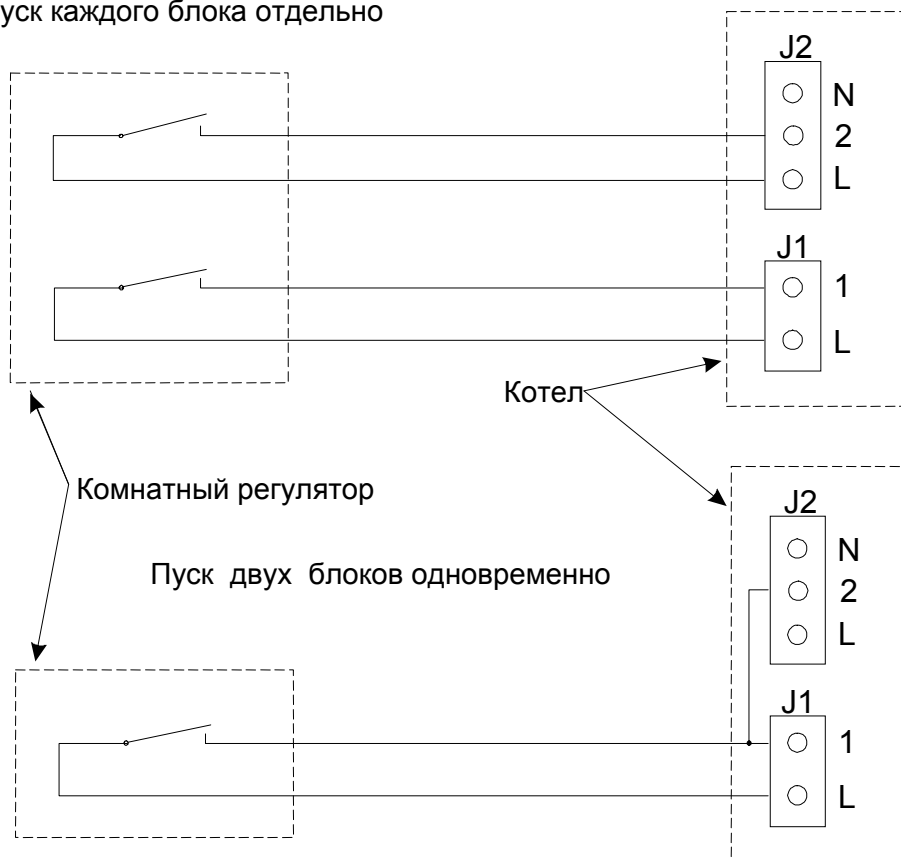 уск каждого блока отдельно
J2
N
2
L
J1
1
L
Котел
Комнатный регулятор
J2
N
Пуск двух блоков одновременно
2
L
J1
1
L